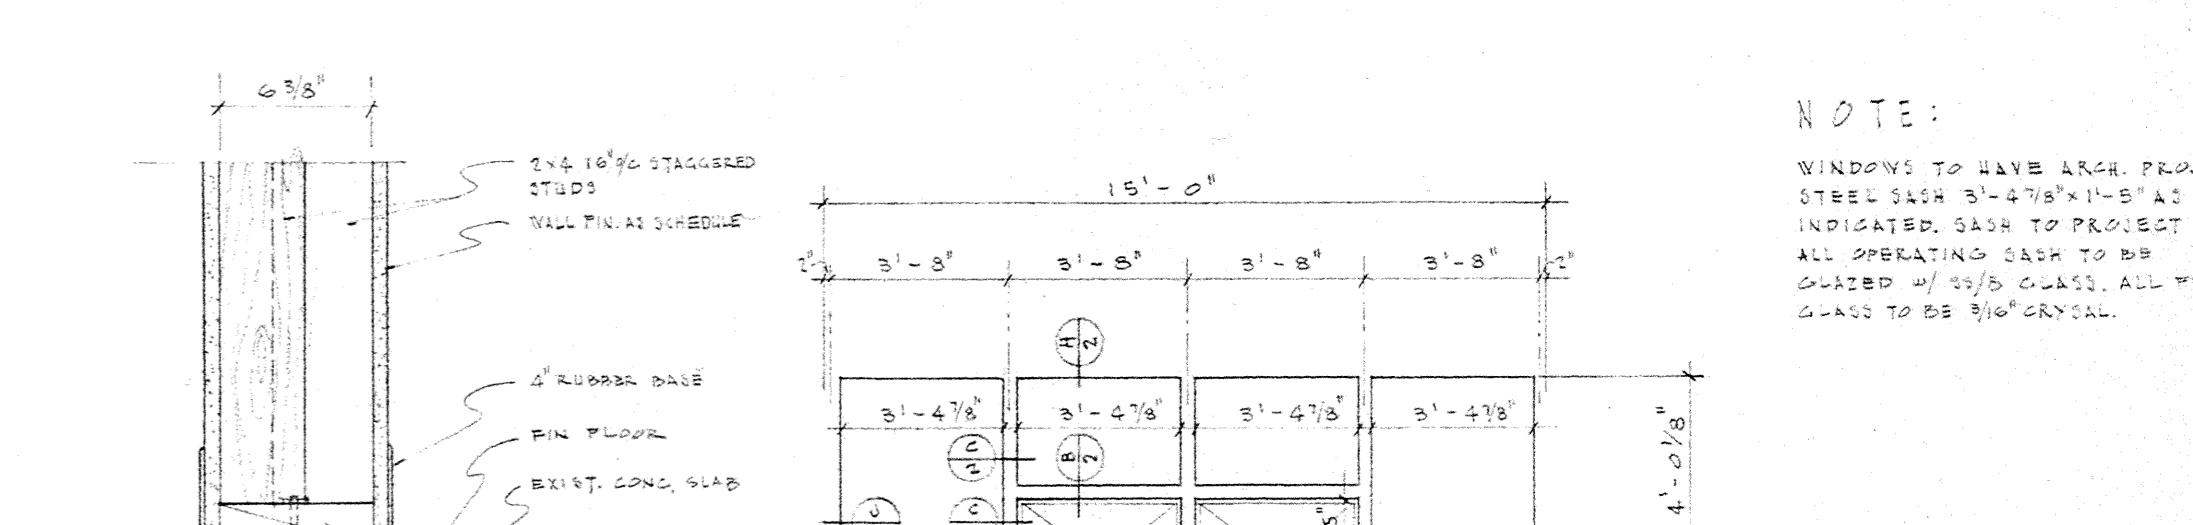 6 3/8"
2x4 16" o/c STAGGERED
STUDS
WALL FIN. AS SCHEDULE
4" RUBBER BASE
FIN FLOOR
EXIST. CONC. SLAB
15'-0"
2" 3'-8" 3'-8" 3'-8" 3'-8" 2"
H
2
3'-4 7/8" 3'-4 7/8" 3'-4 7/8" 3'-4 7/8"
C
2
B
2
J
C
5"
4'-0 1/8"
NOTE:
WINDOWS TO HAVE ARCH. PROJ
STEEL SASH 3'-4 7/8" x 1'-5" AS
INDICATED. SASH TO PROJECT
ALL OPERATING SASH TO BE
GLAZED w/ SS/B GLASS. ALL
GLASS TO BE 3/16" CRYSAL.